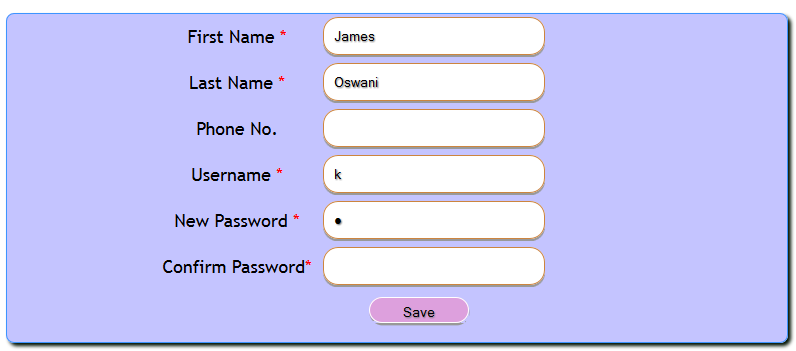 First Name * James
Last Name * Oswani
Phone No.
Username * k
New Password * ●
Confirm Password*
Save